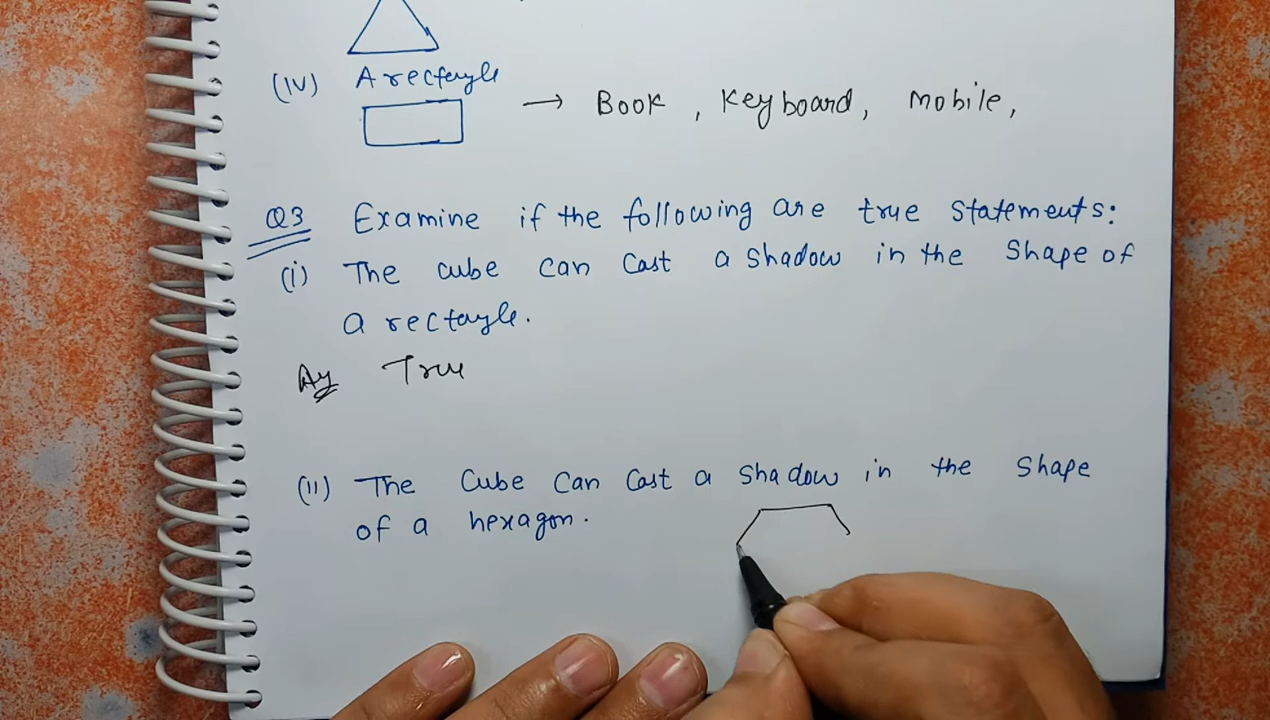 (IV) A rectangle
→ Book , Keyboard, Mobile,
Q3 Examine if the following are true statements:
(i) The cube can cast a shadow in the shape of
a rectangle.
True
(II) The cube can cast a shadow in the shape
of a hexagon.